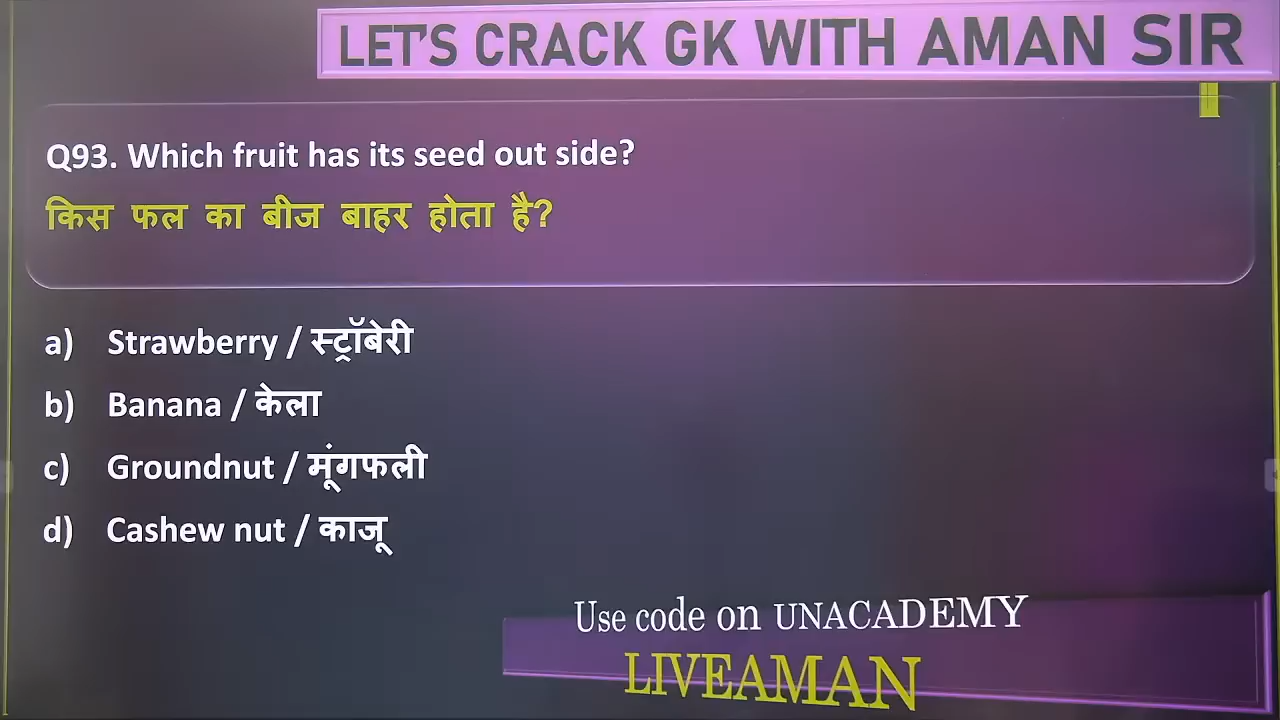 LET'S CRACK GK WITH AMAN SIR
Q93. Which fruit has its seed out side?
किस फल का बीज बाहर होता है?
a) Strawberry / स्ट्रॉबेरी
b) Banana / केला
c) Groundnut / मूंगफली
d) Cashew nut / काजू
Use code on UNACADEMY
LIVEAMAN